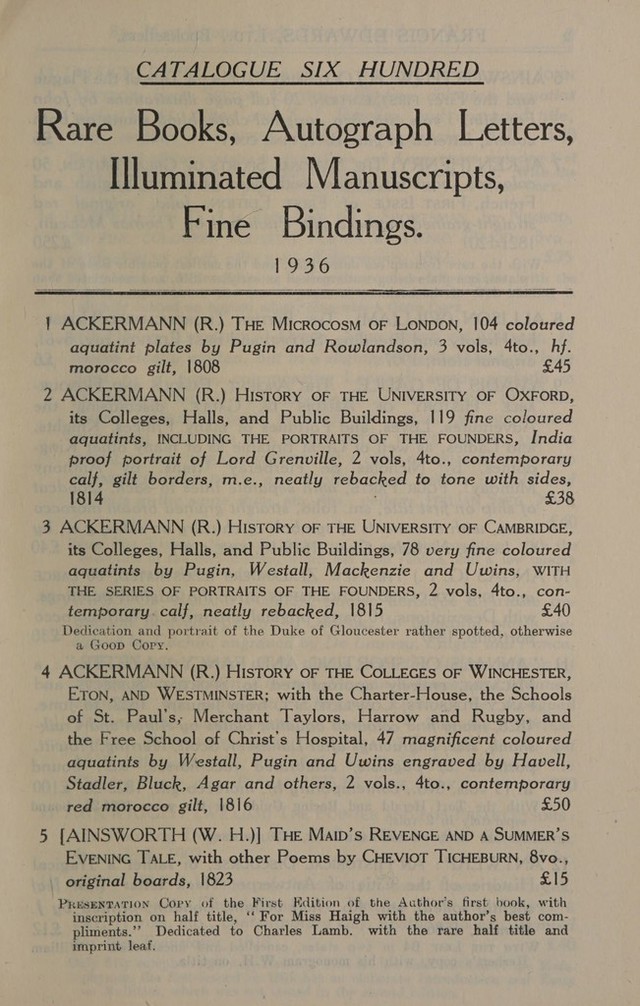 CATALOGUE SIX HUNDRED
Rare Books, Autograph Letters,
Illuminated Manuscripts,
Fine Bindings.
1936
1 ACKERMANN (R.) THE MICROCOSM OF LONDON, 104 coloured
aquatint plates by Pugin and Rowlandson, 3 vols, 4to., hf.
morocco gilt, 1808 £45
2 ACKERMANN (R.) HISTORY OF THE UNIVERSITY OF OXFORD,
its Colleges, Halls, and Public Buildings, 119 fine coloured
aquatints, INCLUDING THE PORTRAITS OF THE FOUNDERS, India
proof portrait of Lord Grenville, 2 vols, 4to., contemporary
calf, gilt borders, m.e., neatly rebacked to tone with sides,
1814 £38
3 ACKERMANN (R.) HISTORY OF THE UNIVERSITY OF CAMBRIDGE,
its Colleges, Halls, and Public Buildings, 78 very fine coloured
aquatints by Pugin, Westall, Mackenzie and Uwins, WITH
THE SERIES OF PORTRAITS OF THE FOUNDERS, 2 vols, 4to., con-
temporary calf, neatly rebacked, 1815 £40
Dedication and portrait of the Duke of Gloucester rather spotted, otherwise
a GOOD COPY.
4 ACKERMANN (R.) HISTORY OF THE COLLEGES OF WINCHESTER,
ETON, AND WESTMINSTER; with the Charter-House, the Schools
of St. Paul's, Merchant Taylors, Harrow and Rugby, and
the Free School of Christ's Hospital, 47 magnificent coloured
aquatints by Westall, Pugin and Uwins engraved by Havell,
Stadler, Bluck, Agar and others, 2 vols., 4to., contemporary
red morocco gilt, 1816 £50
5 [AINSWORTH (W. H.)] THE MAID'S REVENGE AND A SUMMER'S
EVENING TALE, with other Poems by CHEVIOT TICHEBURN, 8vo.,
original boards, 1823 £15
PRESENTATION COPY of the First Edition of the Author's first book, with
inscription on half title, “For Miss Haigh with the author's best com-
pliments.” Dedicated to Charles Lamb. with the rare half title and
imprint leaf.